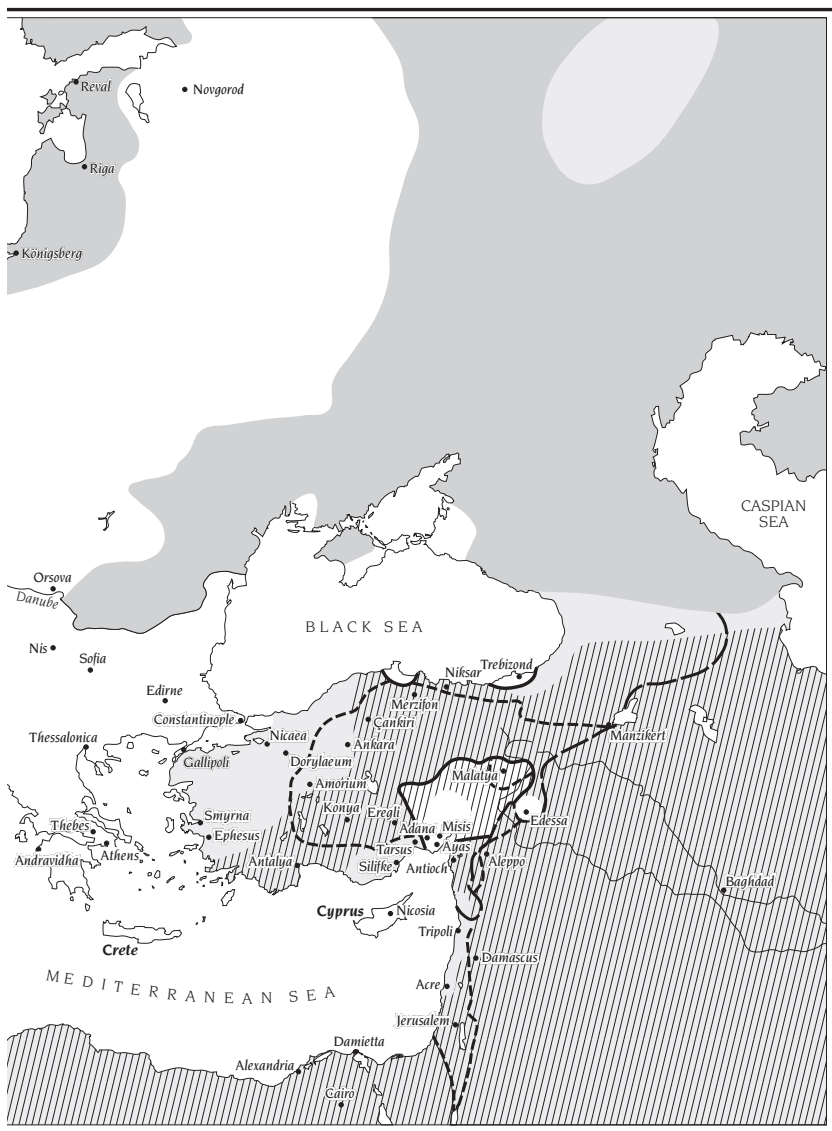 Reval
Novgorod
Riga
Königsberg
CASPIAN
SEA
Orsova
Danube
BLACK SEA
Nis
Sofia
Trebizond
Niksar
Edirne
Merzifon
Constantinople
Çankiri
Manzikert
Thessalonica
Nicaea
Ankara
Gallipoli
Dorylaeum
Malatya
Amorium
Smyrna
Konya
Eregli
Edessa
Thebes
Adana
Misis
Ephesus
Tarsus
Ayas
Andravidha
Athens
Antalya
Silifke
Antioch
Aleppo
Baghdad
Cyprus
Nicosia
Crete
Tripoli
Damascus
MEDITERRANEAN SEA
Acre
Jerusalem
Damietta
Alexandria
Cairo